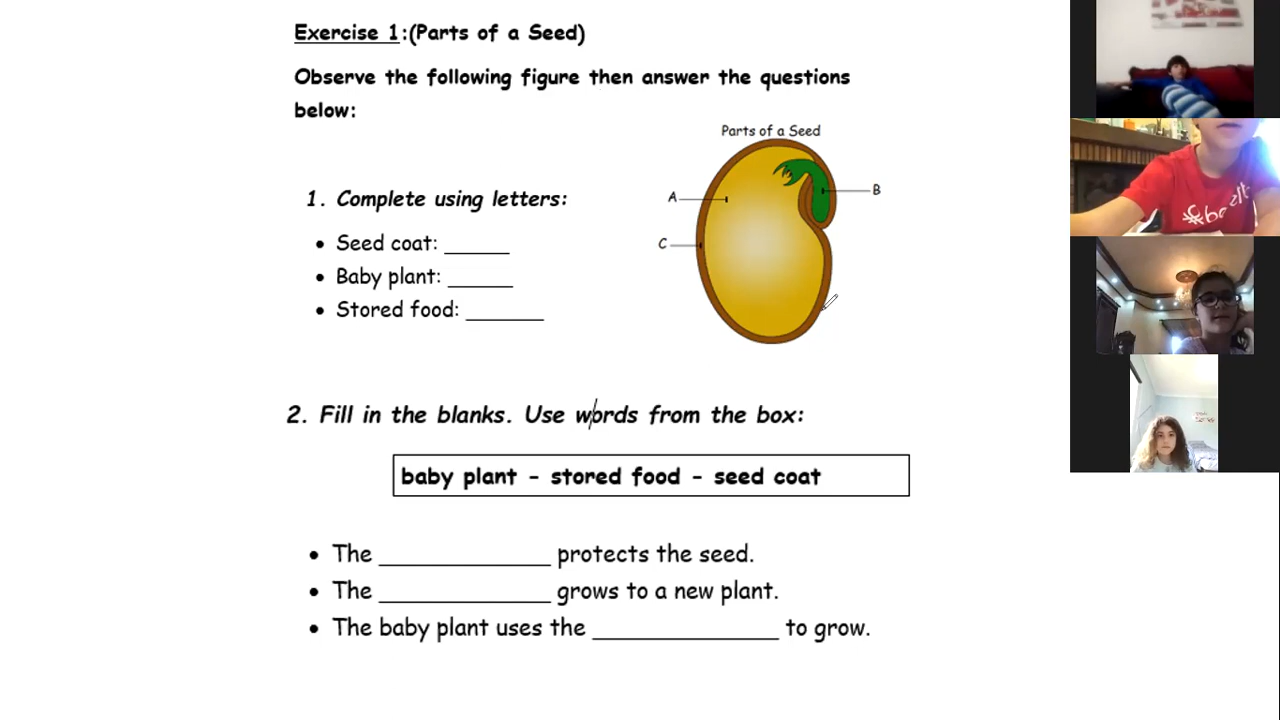 Exercise 1:(Parts of a Seed)
Observe the following figure then answer the questions
below:
Parts of a Seed
A
B
C
1. Complete using letters:
• Seed coat: ______
• Baby plant: ______
• Stored food: _______
2. Fill in the blanks. Use words from the box:
baby plant - stored food - seed coat
• The ______________ protects the seed.
• The ______________ grows to a new plant.
• The baby plant uses the _______________ to grow.